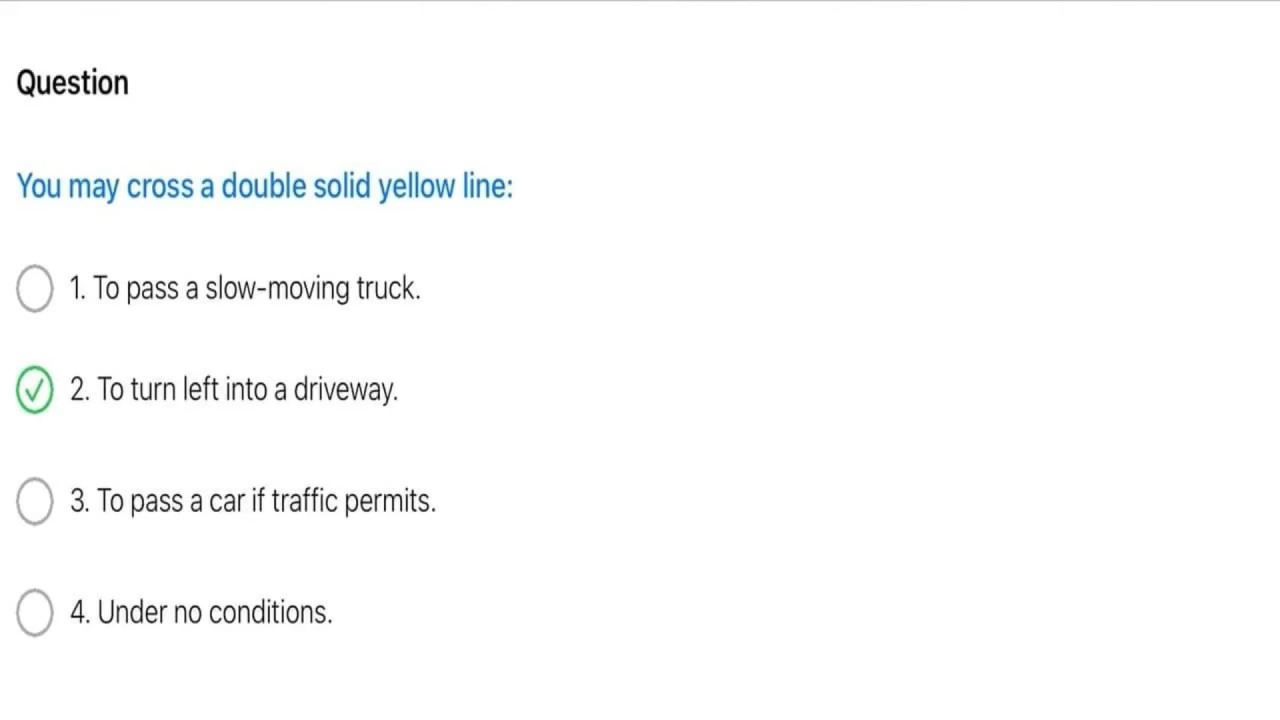 Question
You may cross a double solid yellow line:
1. To pass a slow-moving truck.
2. To turn left into a driveway.
3. To pass a car if traffic permits.
4. Under no conditions.